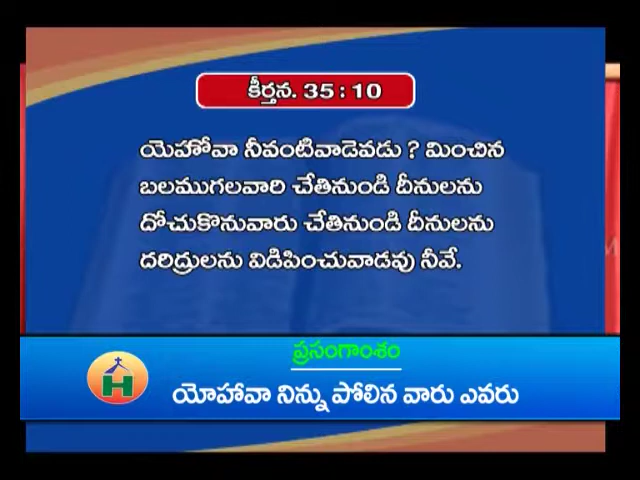 కీర్తన. 35 : 10
యెహోవా నీవంటివాడెవడు ? మించిన
బలముగలవారి చేతినుండి దీనులను
దోచుకొనువారు చేతినుండి దీనులను
దరిద్రులను విడిపించువాడవు నీవే.
ప్రసంగాంశం
H
యోహావా నిన్ను పోలిన వారు ఎవరు